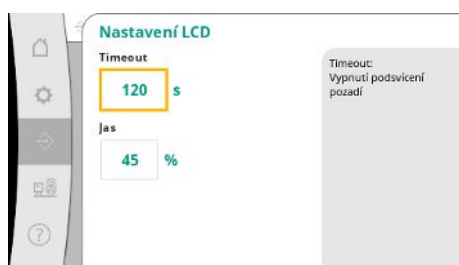 Nastavení LCD
Timeout
120 s
Jas
45 %
Timeout:
Vypnutí podsvícení
pozadí
?